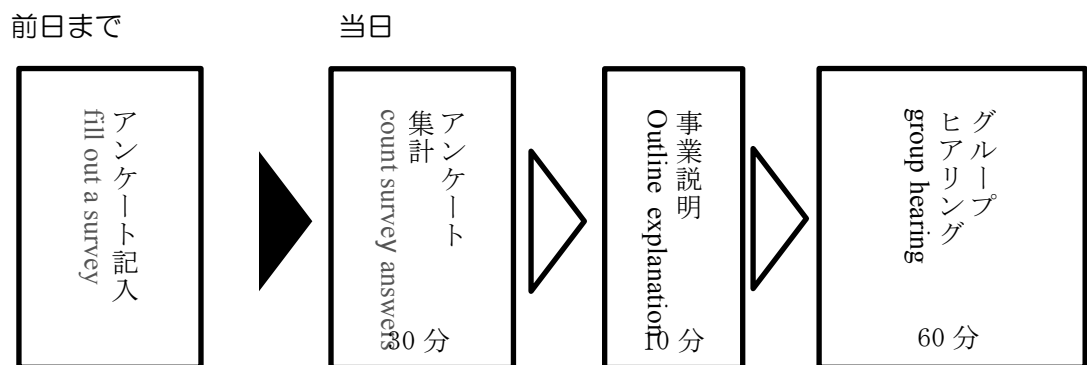 前日まで
当日
アンケート記入
fill out a survey
アンケート
集計
count survey answers
30 分
事業説明
Outline explanation
10 分
グループ
ヒアリング
group hearing
60 分